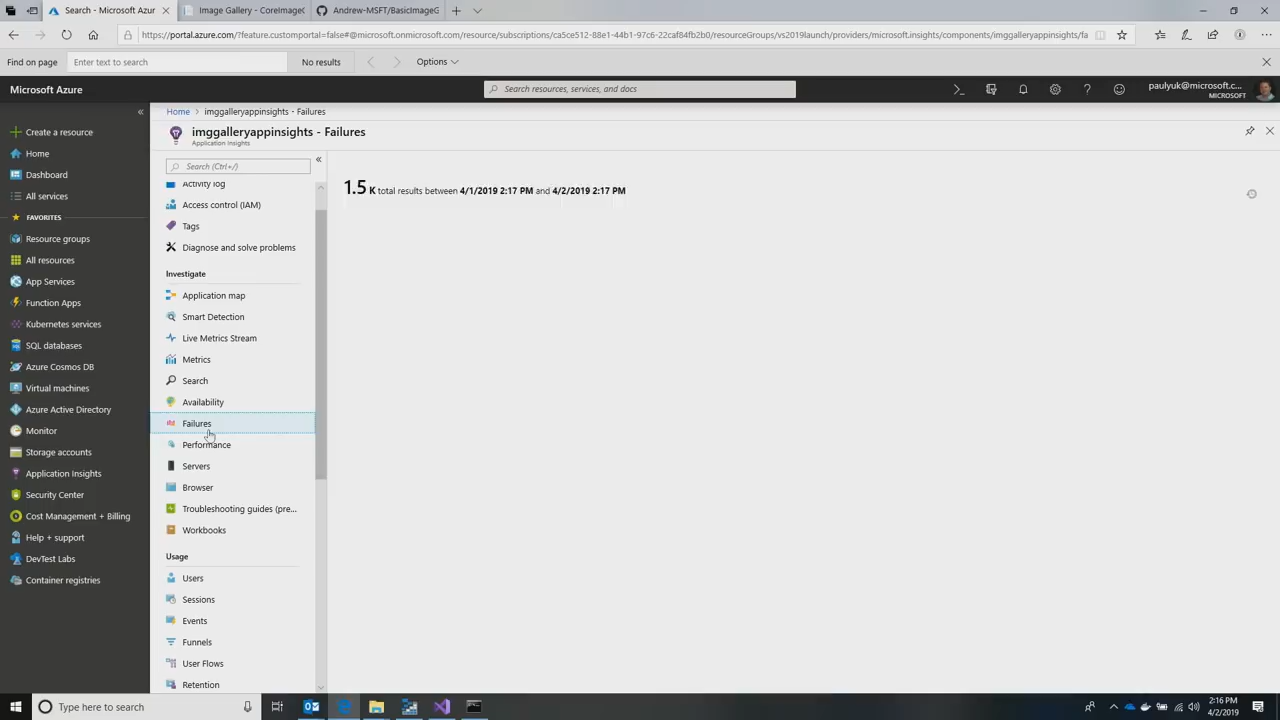 Search - Microsoft Azure
Image Gallery - CoreImageG
Andrew-MSFT/BasicImageG
https://portal.azure.com/?feature.customportal=false#@microsoft.onmicrosoft.com/resource/subscriptions/ca5ce512-88e1-44b1-97c6-22caf84fb2b0/resourceGroups/vs2019launch/providers/microsoft.insights/components/imggalleryappinsights/fa
Find on page
Enter text to search
No results
Options
Microsoft Azure
Search resources, services, and docs
paulyuk@microsoft.c...
MICROSOFT
Create a resource
Home
Dashboard
All services
FAVORITES
Resource groups
All resources
App Services
Function Apps
Kubernetes services
SQL databases
Azure Cosmos DB
Virtual machines
Azure Active Directory
Monitor
Storage accounts
Application Insights
Security Center
Cost Management + Billing
Help + support
DevTest Labs
Container registries
Home > imggalleryappinsights - Failures
imggalleryappinsights - Failures
Application Insights
Search (Ctrl+/)
Activity log
Access control (IAM)
Tags
Diagnose and solve problems
Investigate
Application map
Smart Detection
Live Metrics Stream
Metrics
Search
Availability
Failures
Performance
Servers
Browser
Troubleshooting guides (pre...
Workbooks
Usage
Users
Sessions
Events
Funnels
User Flows
Retention
1.5 K total results between 4/1/2019 2:17 PM and 4/2/2019 2:17 PM
Type here to search
2:16 PM
4/2/2019